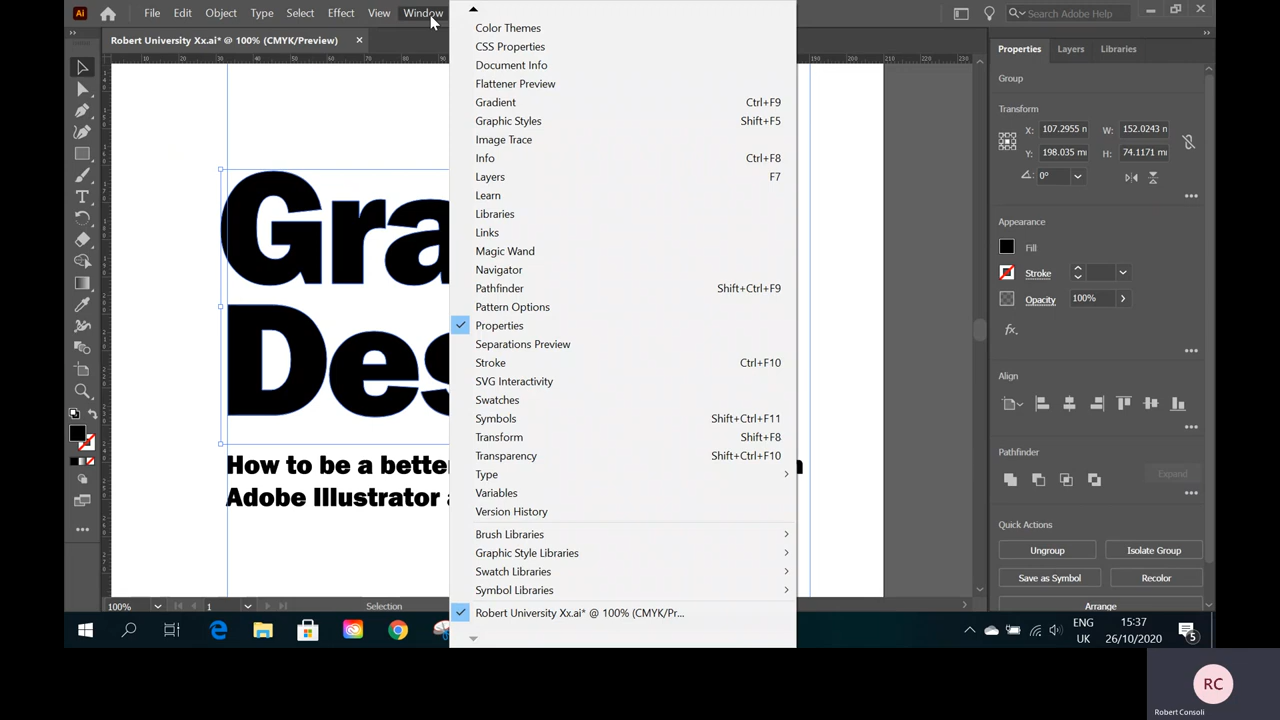 Ai File Edit Object Type Select Effect View Window Search Adobe Help
Robert University Xx.ai* @ 100% (CMYK/Preview)
Color Themes
CSS Properties
Document Info
Flattener Preview
Gradient Ctrl+F9
Graphic Styles Shift+F5
Image Trace
Info Ctrl+F8
Layers F7
Learn
Libraries
Links
Magic Wand
Navigator
Pathfinder Shift+Ctrl+F9
Pattern Options
Properties
Separations Preview
Stroke Ctrl+F10
SVG Interactivity
Swatches
Symbols Shift+Ctrl+F11
Transform Shift+F8
Transparency Shift+Ctrl+F10
Type
Variables
Version History
Brush Libraries
Graphic Style Libraries
Swatch Libraries
Symbol Libraries
Robert University Xx.ai* @ 100% (CMYK/Pr...
Gra
Des
How to be a better
Adobe Illustrator
Properties Layers Libraries
Group
Transform
X: 107.2955 W: 152.0243
Y: 198.035 H: 74.1171
0°
Appearance
Fill
Stroke
Opacity 100%
fx.
Align
Pathfinder
Expand
Quick Actions
Ungroup Isolate Group
Save as Symbol Recolor
Arrange
100% 1 Selection
ENG 15:37
UK 26/10/2020 5
RC
Robert Consoli